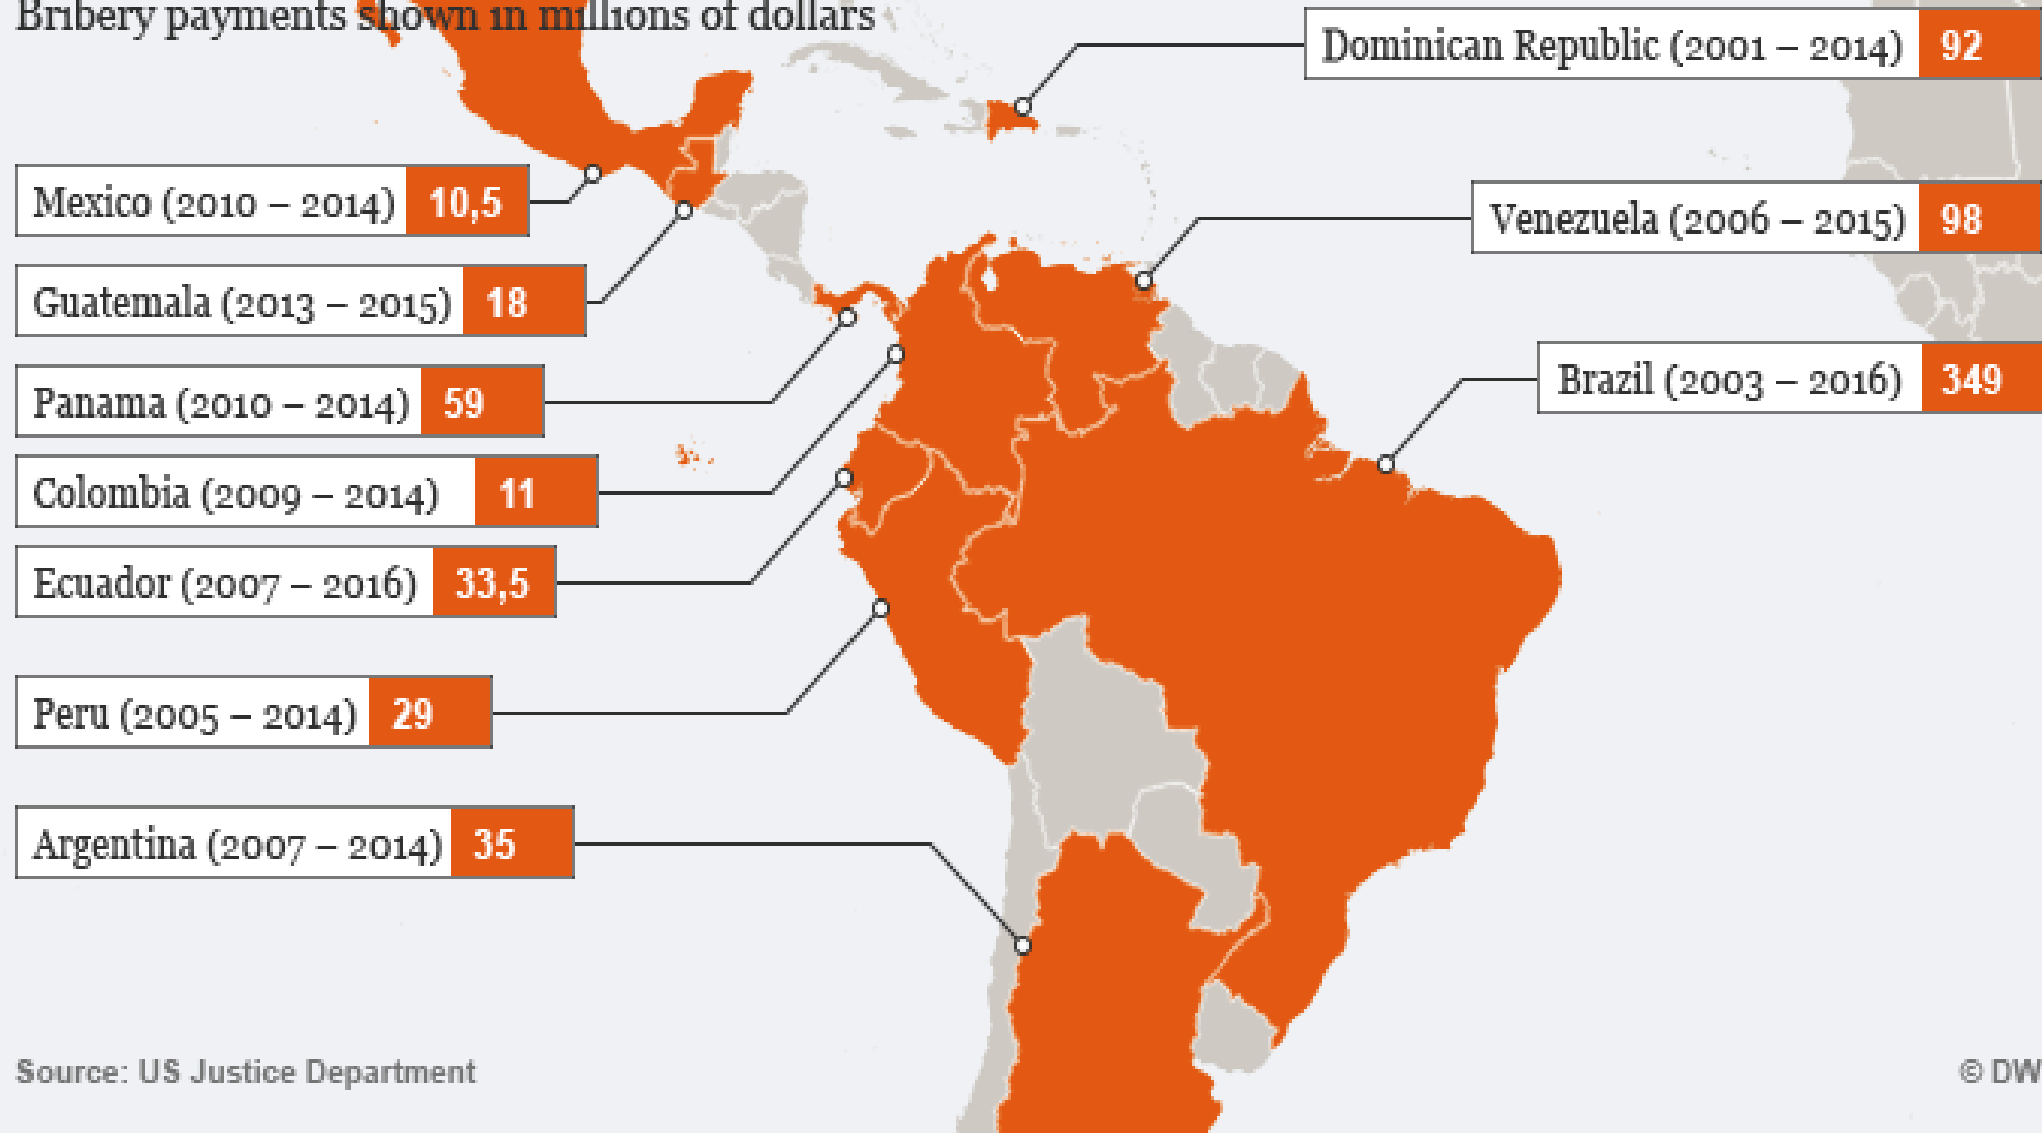 Bribery payments shown in millions of dollars
Dominican Republic (2001 – 2014) 92
Mexico (2010 – 2014) 10,5
Venezuela (2006 – 2015) 98
Guatemala (2013 – 2015) 18
Panama (2010 – 2014) 59
Brazil (2003 – 2016) 349
Colombia (2009 – 2014) 11
Ecuador (2007 – 2016) 33,5
Peru (2005 – 2014) 29
Argentina (2007 – 2014) 35
Source: US Justice Department
© DW